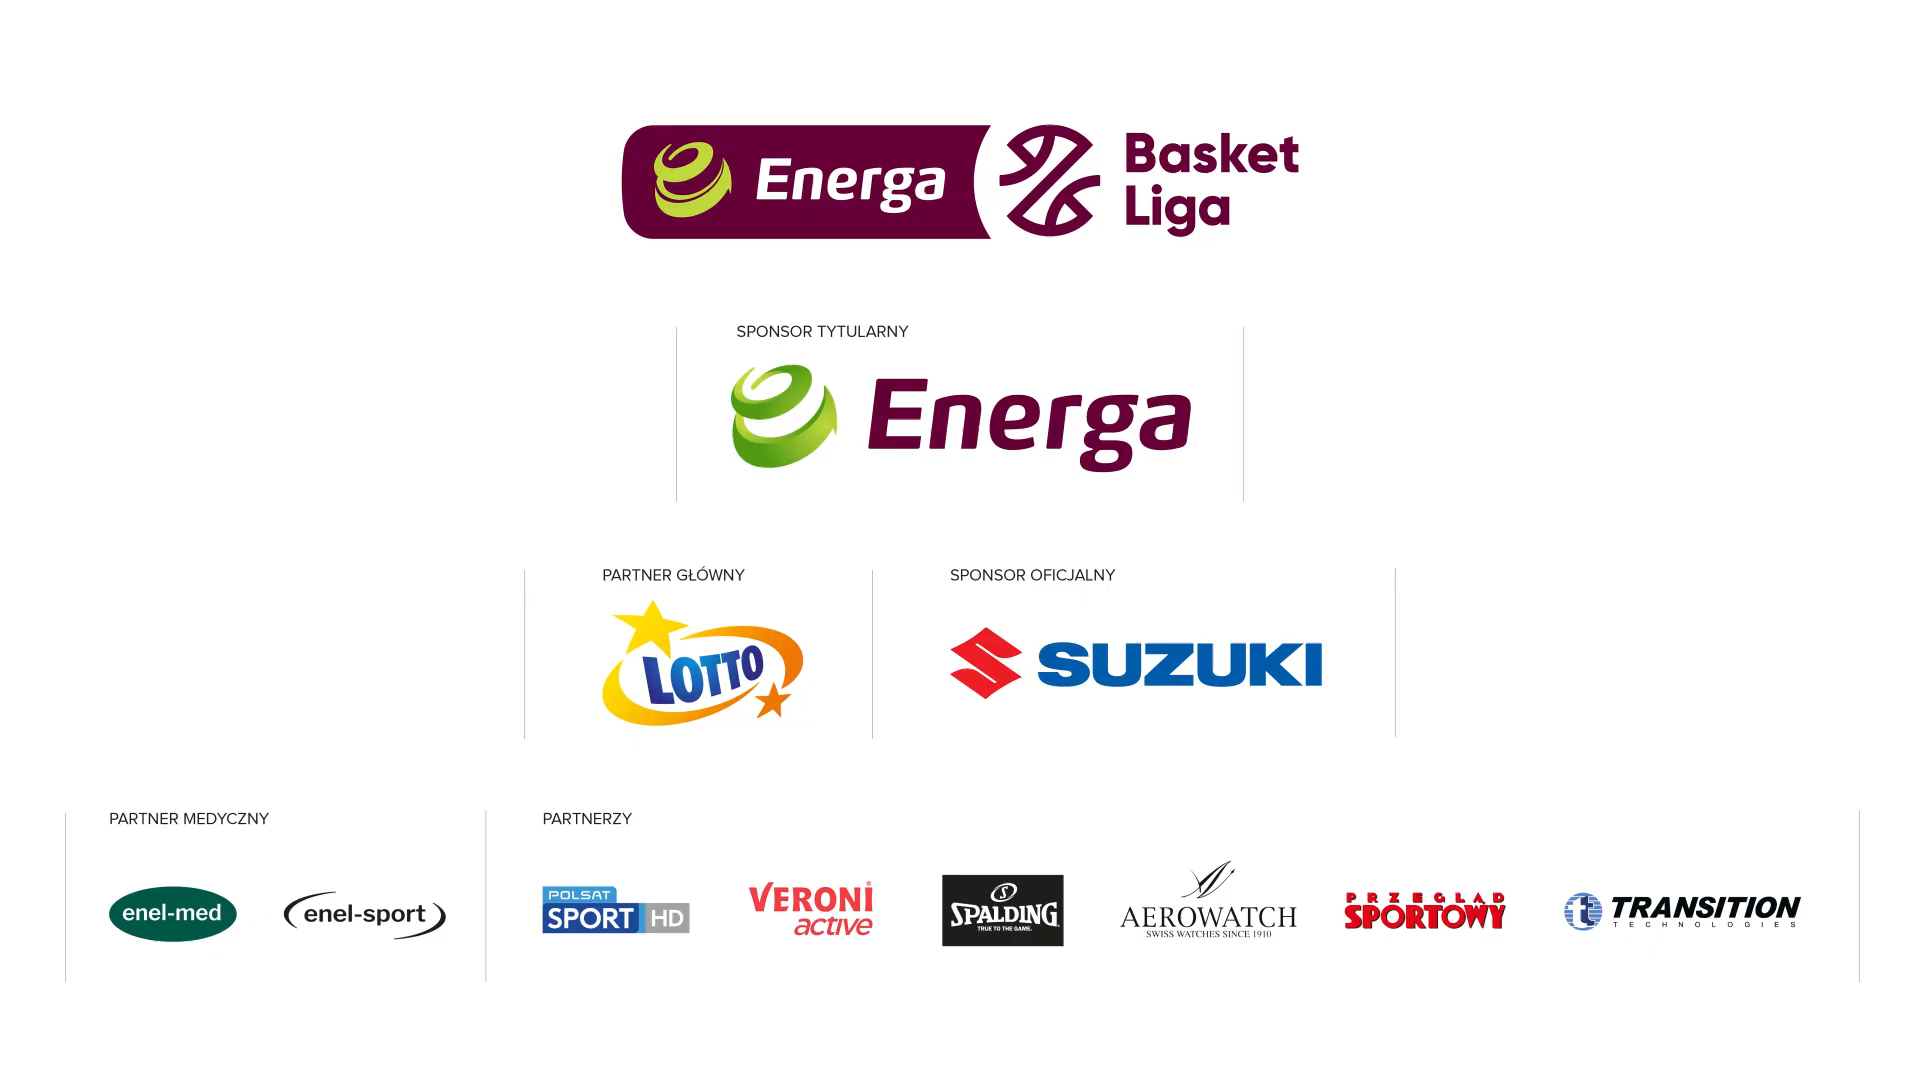 Energa
Basket
Liga
SPONSOR TYTULARNY
Energa
PARTNER GŁÓWNY
LOTTO
SPONSOR OFICJALNY
SUZUKI
PARTNER MEDYCZNY
enel-med
enel-sport
PARTNERZY
POLSAT
SPORT HD
VERONI®
active
SPALDING
TRUE TO THE GAME.
AEROWATCH
SWISS WATCHES SINCE 1910
PRZEGLĄD
SPORTOWY
TRANSITION
TECHNOLOGIES